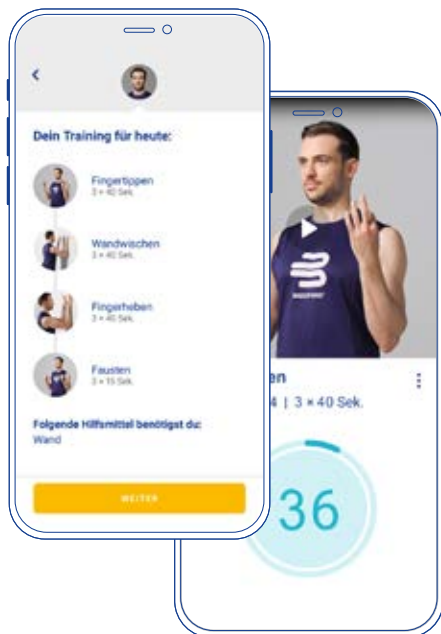 Dein Training für heute:
Fingertippen
3 × 40 Sek.
Wandwischen
3 × 40 Sek.
Fingerheben
3 × 40 Sek.
Fausten
3 × 15 Sek.
Folgende Hilfsmittel benötigst du:
Wand
WEITER
en
4 | 3 × 40 Sek.
36